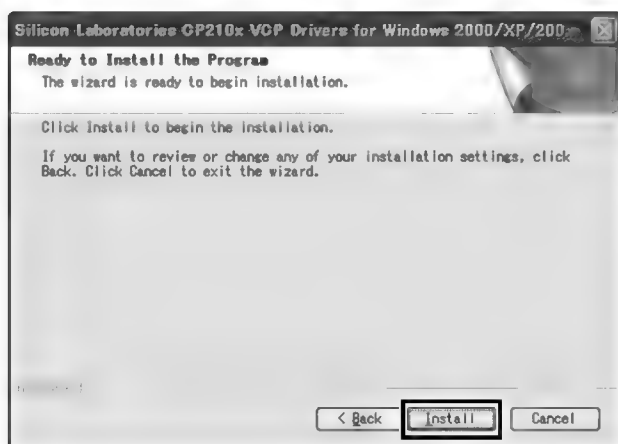 Silicon Laboratories CP210x VCP Drivers for Windows 2000/XP/200
Ready to Install the Program
The wizard is ready to begin installation.
Click Install to begin the installation.
If you want to review or change any of your installation settings, click
Back. Click Cancel to exit the wizard.
< Back Install Cancel